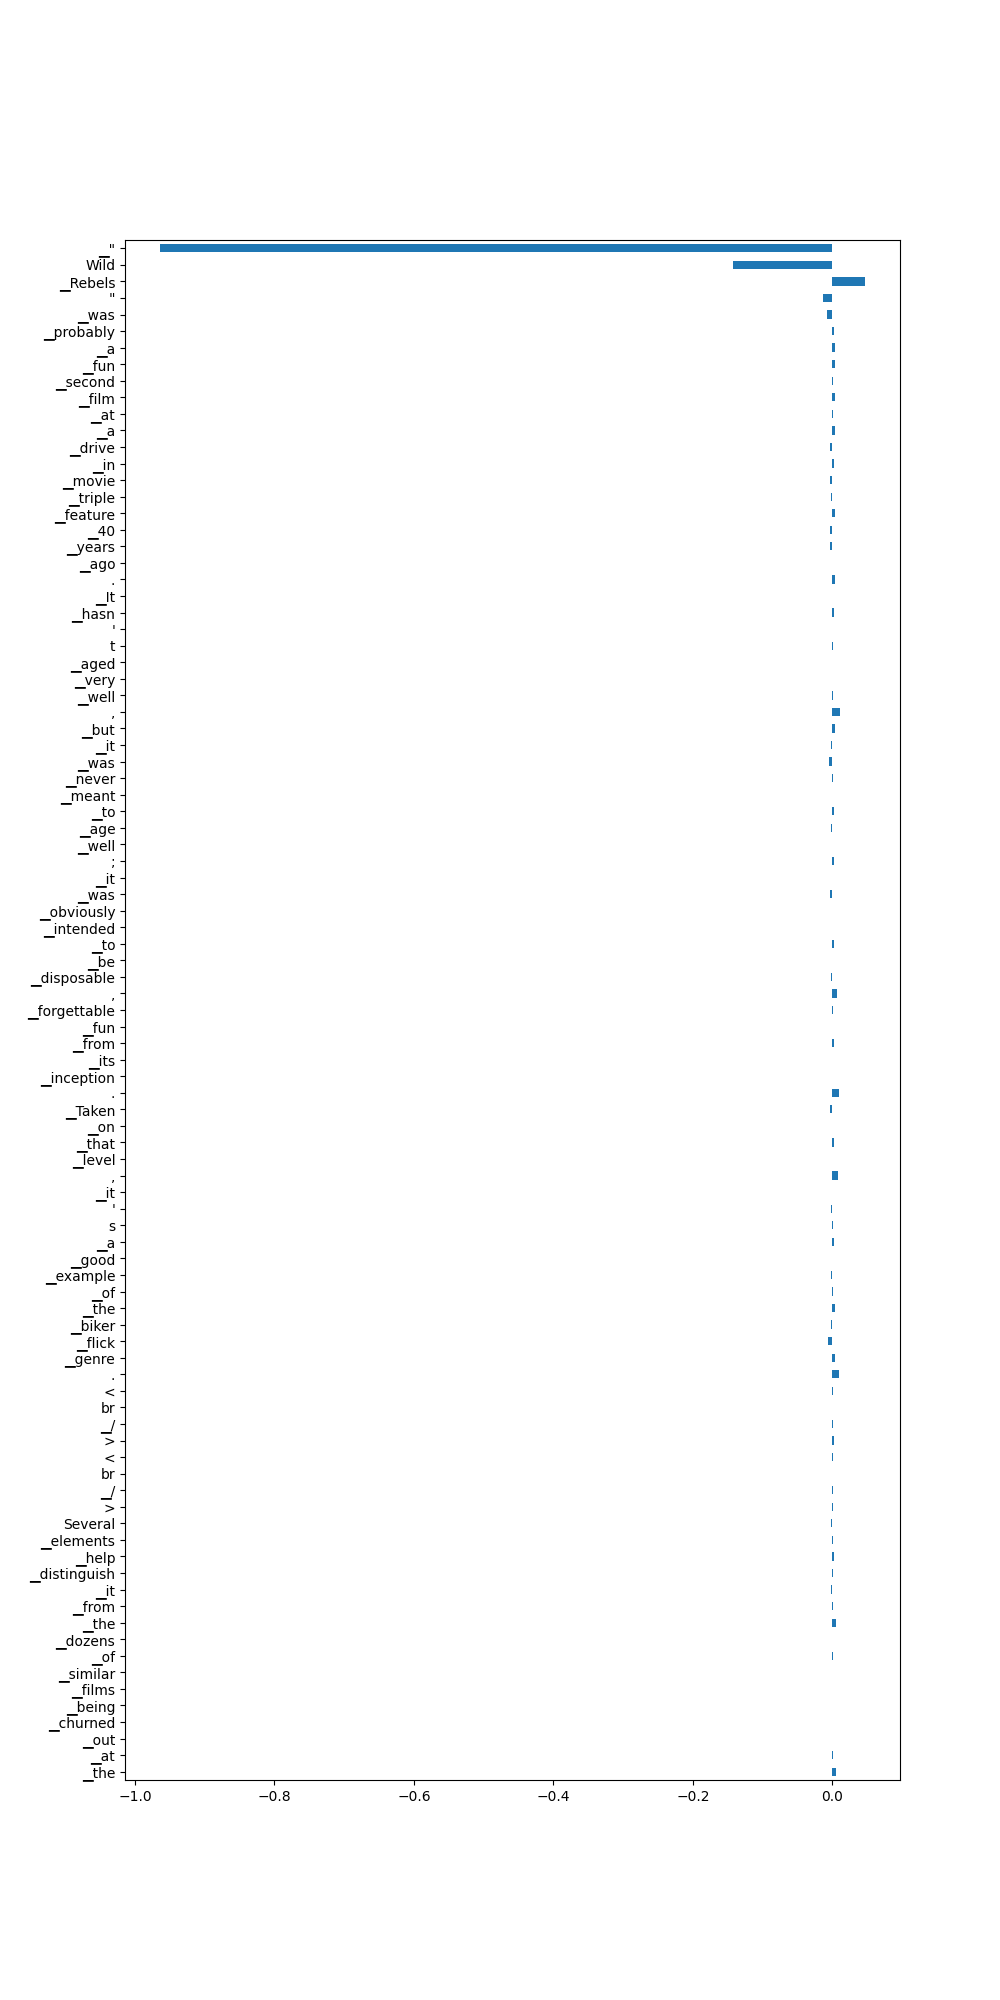 ▁"
Wild
▁Rebels
"
▁was
▁probably
▁a
▁fun
▁second
▁film
▁at
▁a
▁drive
▁in
▁movie
▁triple
▁feature
▁40
▁years
▁ago
.
▁It
▁hasn
'
t
▁aged
▁very
▁well
,
▁but
▁it
▁was
▁never
▁meant
▁to
▁age
▁well
;
▁it
▁was
▁obviously
▁intended
▁to
▁be
▁disposable
,
▁forgettable
▁fun
▁from
▁its
▁inception
.
▁Taken
▁on
▁that
▁level
,
▁it
'
s
▁a
▁good
▁example
▁of
▁the
▁biker
▁flick
▁genre
.
<
br
▁/
>
<
br
▁/
>
Several
▁elements
▁help
▁distinguish
▁it
▁from
▁the
▁dozens
▁of
▁similar
▁films
▁being
▁churned
▁out
▁at
▁the
−1.0 −0.8 −0.6 −0.4 −0.2 0.0